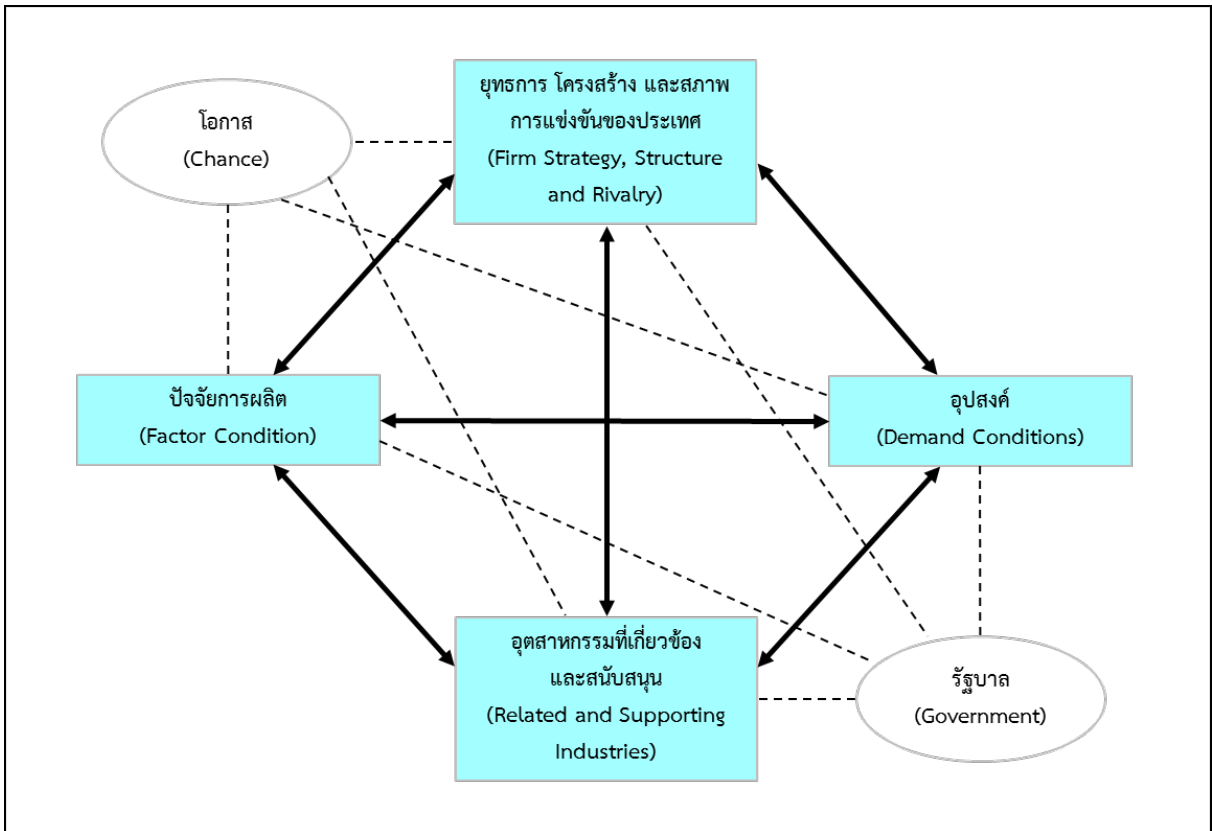 ยุทธการ โครงสร้าง และสภาพ
การแข่งขันของประเทศ
(Firm Strategy, Structure
and Rivalry)
โอกาส
(Chance)
ปัจจัยการผลิต
(Factor Condition)
อุปสงค์
(Demand Conditions)
อุตสาหกรรมที่เกี่ยวข้อง
และสนับสนุน
(Related and Supporting
Industries)
รัฐบาล
(Government)